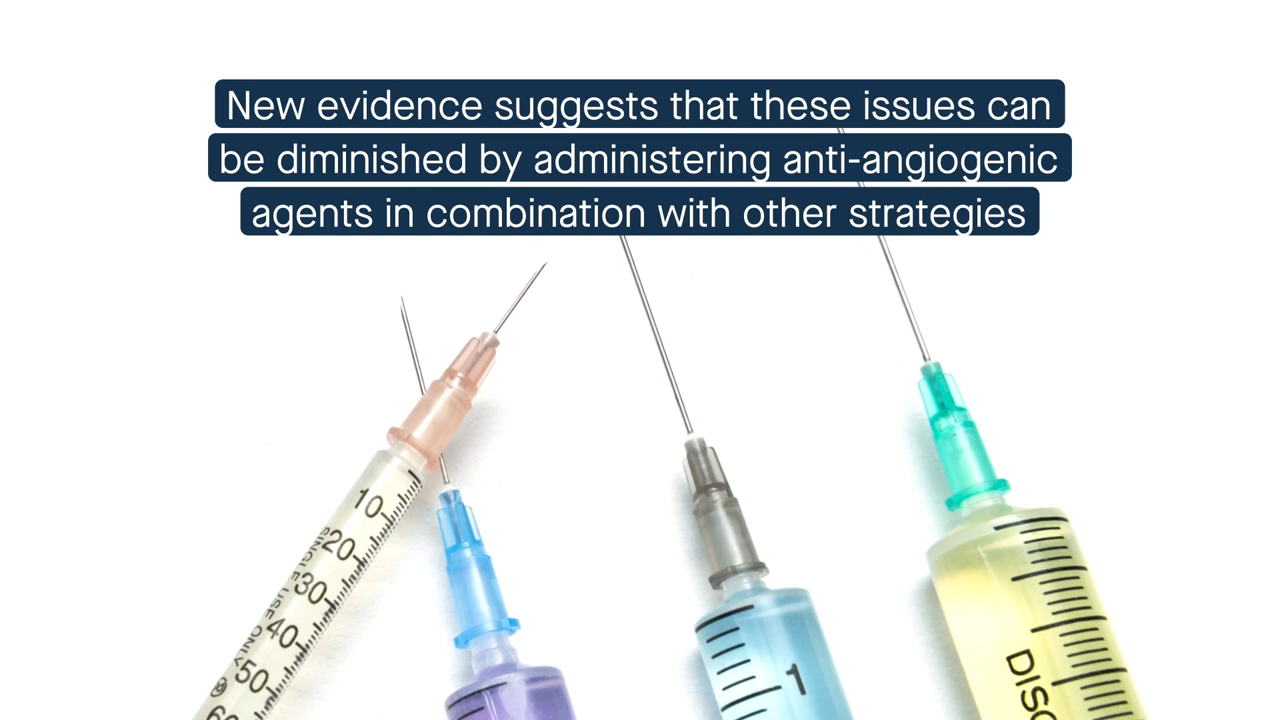 New evidence suggests that these issues can
be diminished by administering anti-angiogenic
agents in combination with other strategies
10
20
30
40
50
SINGLE USE ONLY
1